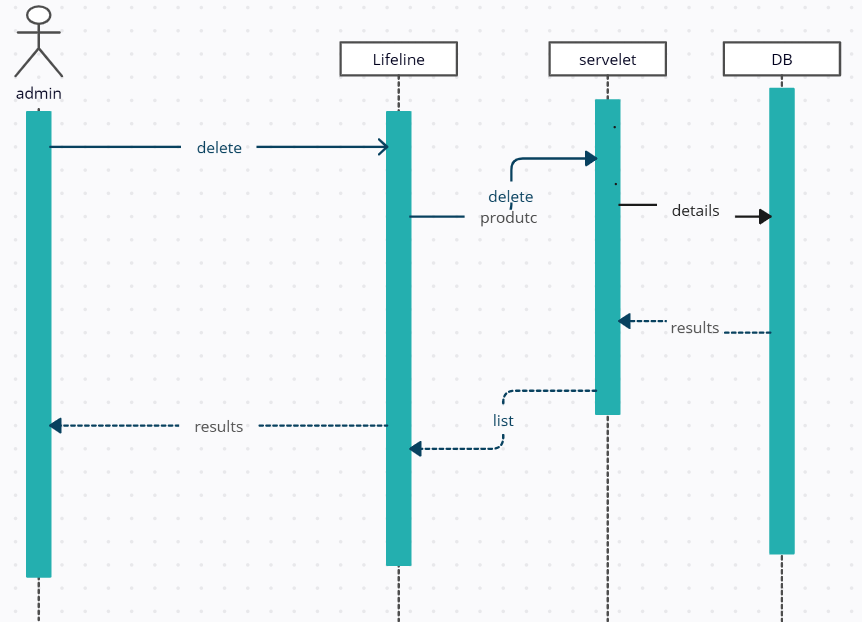 admin
Lifeline
servelet
DB
delete
delete
produtc
details
results
list
results